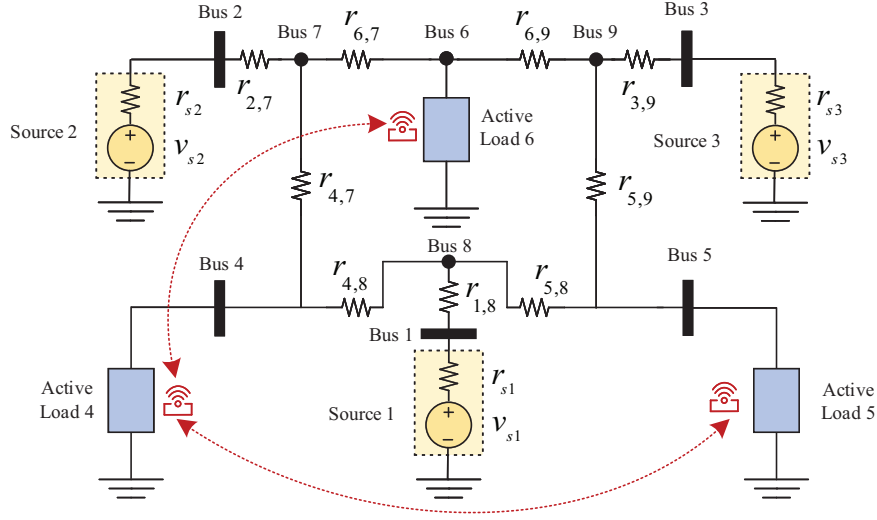 Bus 2
Bus 7
r6,7
Bus 6
r6,9
Bus 9
Bus 3
r2,7
r3,9
rs2
Source 2
vs2
Active
Load 6
rs3
Source 3
vs3
r4,7
r5,9
Bus 4
r4,8
Bus 8
r1,8
r5,8
Bus 5
Bus 1
rs1
Source 1
vs1
Active
Load 4
Active
Load 5